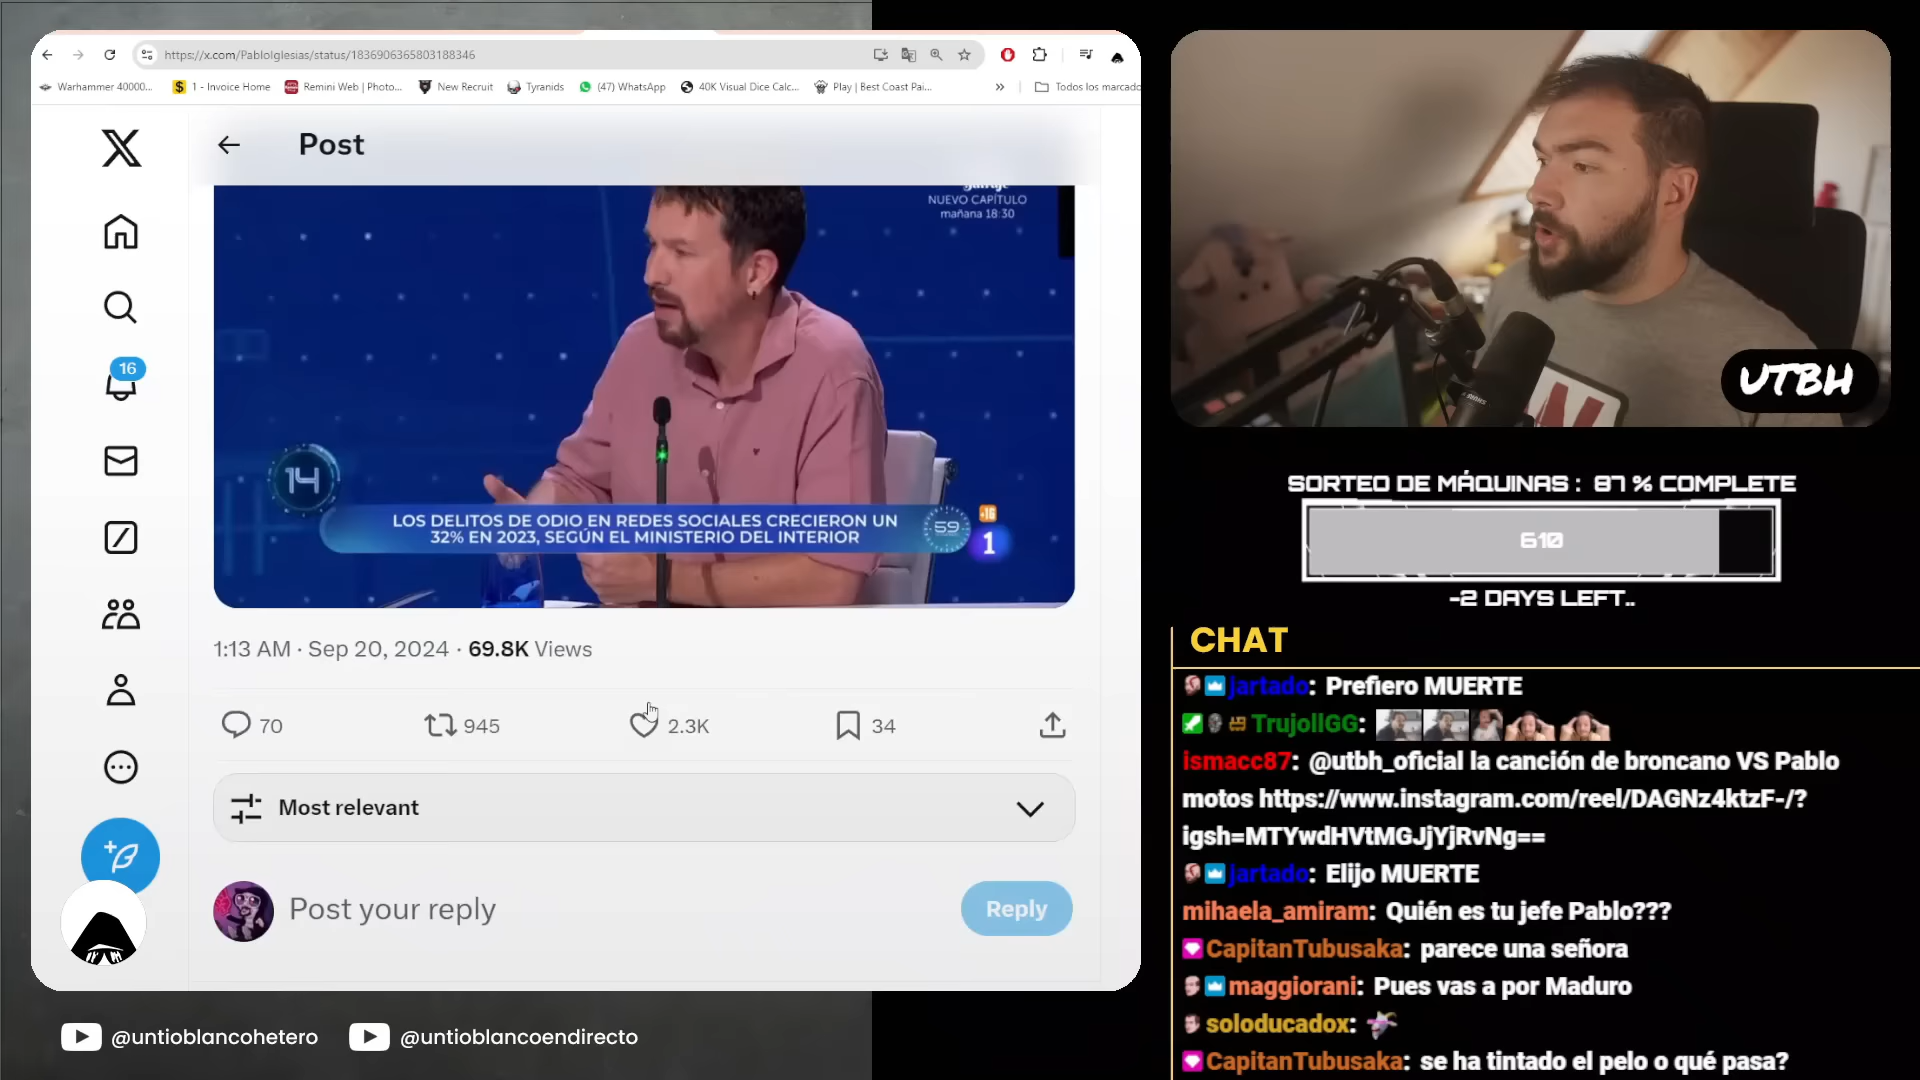 https://x.com/PabloIglesias/status/1836906365803188346
Warhammer 40000...
1 - Invoice Home
Remini Web | Photo...
New Recruit
Tyranids
(47) WhatsApp
40K Visual Dice Calc...
Play | Best Coast Pai...
»
Todos los marcado
Post
16
NUEVO CAPÍTULO
mañana 18:30
14
LOS DELITOS DE ODIO EN REDES SOCIALES CRECIERON UN
32% EN 2023, SEGÚN EL MINISTERIO DEL INTERIOR
59
+16
1
1:13 AM · Sep 20, 2024 · 69.8K Views
70
945
2.3K
34
Most relevant
Post your reply
Reply
@untioblancohetero
@untioblancoendirecto
UTBH
SORTEO DE MÁQUINAS : 87 % COMPLETE
610
-2 DAYS LEFT..
CHAT
jartado: Prefiero MUERTE
TrujollGG:
ismacc87: @utbh_oficial la canción de broncano VS Pablo
motos https://www.instagram.com/reel/DAGNz4ktzF-/?
igsh=MTYwdHVtMGJjYjRvNg==
jartado: Elijo MUERTE
mihaela_amiram: Quién es tu jefe Pablo???
CapitanTubusaka: parece una señora
maggiorani: Pues vas a por Maduro
soloducadox:
CapitanTubusaka: se ha tintado el pelo o qué pasa?